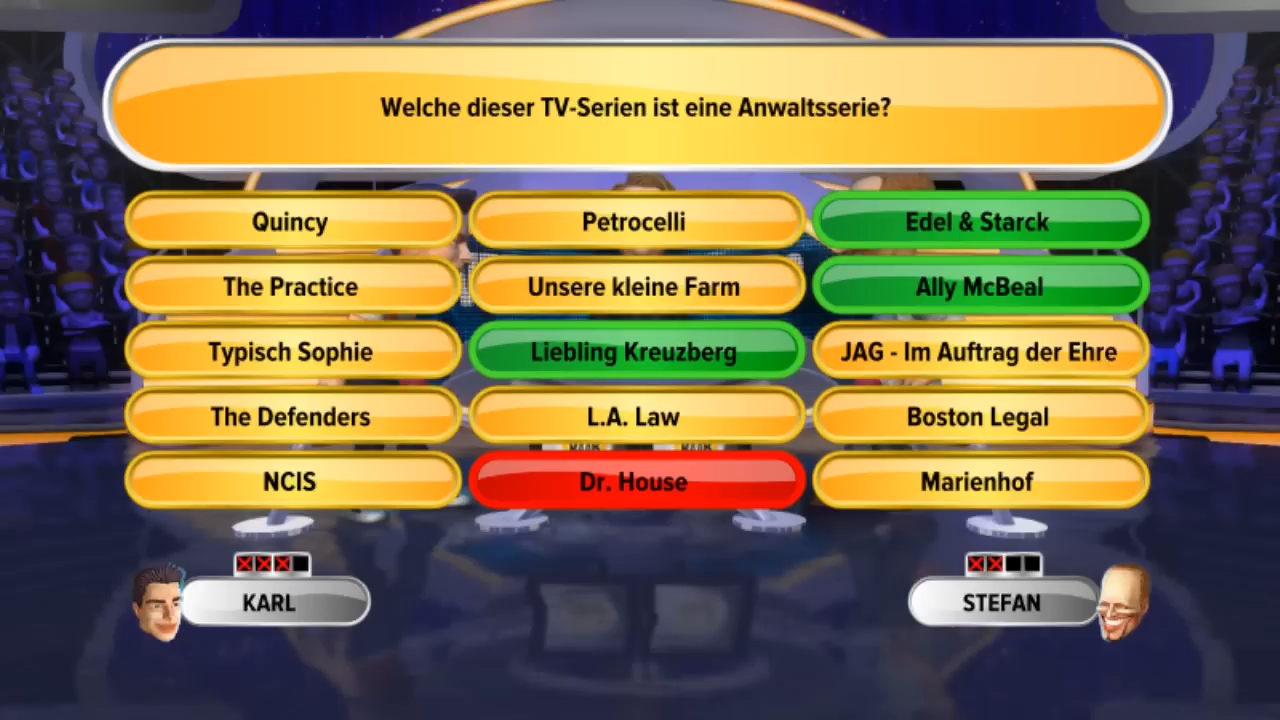 Welche dieser TV-Serien ist eine Anwaltsserie?
Quincy
Petrocelli
Edel & Starck
The Practice
Unsere kleine Farm
Ally McBeal
Typisch Sophie
Liebling Kreuzberg
JAG - Im Auftrag der Ehre
The Defenders
L.A. Law
Boston Legal
NCIS
Dr. House
Marienhof
KARL
STEFAN